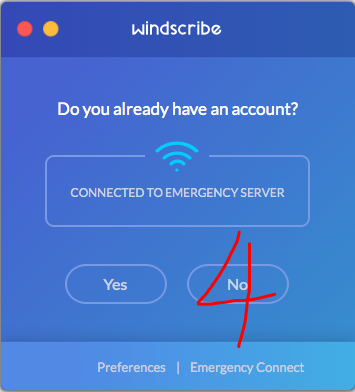 windscribe
Do you already have an account?
CONNECTED TO EMERGENCY SERVER
Yes
No
4
Preferences | Emergency Connect